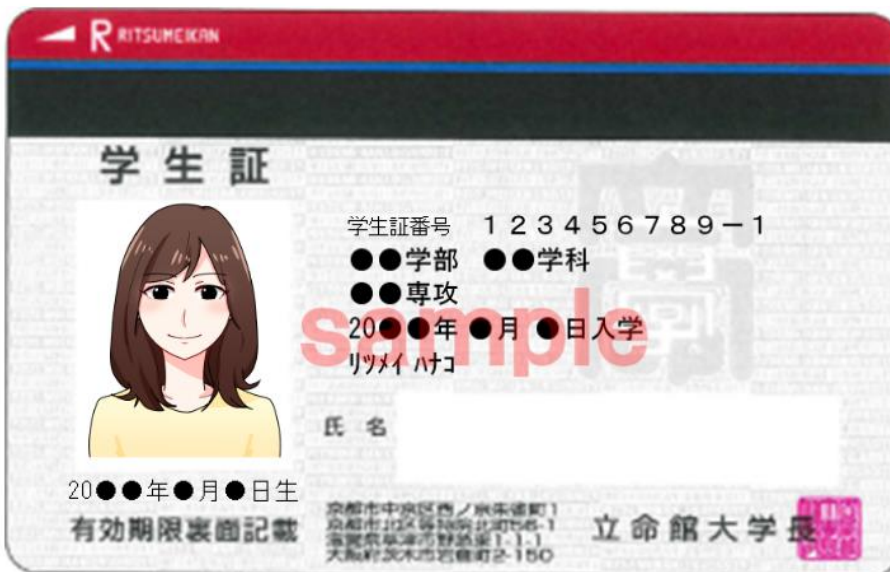 R RITSUMEIKAN
学生証
学生証番号 123456789-1
●●学部 ●●学科
●●専攻
20●●年●月●日入学
sample
リツメイ ハナコ
氏名
20●●年●月●日生
有効期限裏面記載
京都市中京区西ノ京朱雀町1
京都市北区等持院北町56-1
滋賀県草津市野路東1-1-1
大阪府茨木市岩倉町2-150
立命館大学長